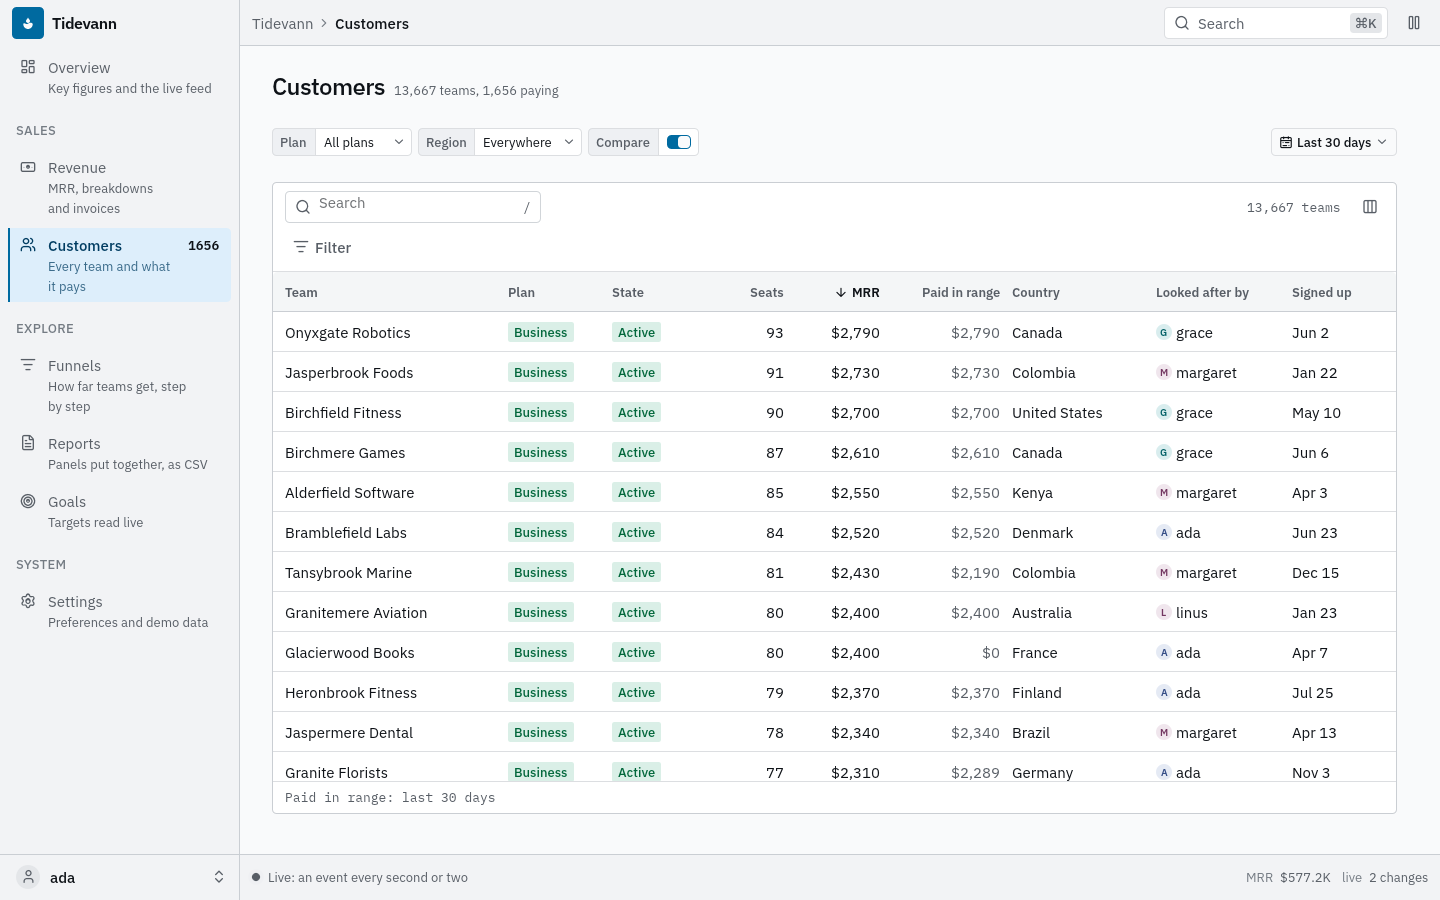 Tidevann
Overview
Key figures and the live feed
SALES
Revenue
MRR, breakdowns
and invoices
Customers 1656
Every team and what
it pays
EXPLORE
Funnels
How far teams get, step
by step
Reports
Panels put together, as CSV
Goals
Targets read live
SYSTEM
Settings
Preferences and demo data
ada
Tidevann > Customers
Search ⌘K
Customers 13,667 teams, 1,656 paying
Plan All plans Region Everywhere Compare Last 30 days
Search / 13,667 teams
Filter
Team Plan State Seats ↓ MRR Paid in range Country Looked after by Signed up
Onyxgate Robotics Business Active 93 $2,790 $2,790 Canada G grace Jun 2
Jasperbrook Foods Business Active 91 $2,730 $2,730 Colombia M margaret Jan 22
Birchfield Fitness Business Active 90 $2,700 $2,700 United States G grace May 10
Birchmere Games Business Active 87 $2,610 $2,610 Canada G grace Jun 6
Alderfield Software Business Active 85 $2,550 $2,550 Kenya M margaret Apr 3
Bramblefield Labs Business Active 84 $2,520 $2,520 Denmark A ada Jun 23
Tansybrook Marine Business Active 81 $2,430 $2,190 Colombia M margaret Dec 15
Granitemere Aviation Business Active 80 $2,400 $2,400 Australia L linus Jan 23
Glacierwood Books Business Active 80 $2,400 $0 France A ada Apr 7
Heronbrook Fitness Business Active 79 $2,370 $2,370 Finland A ada Jul 25
Jaspermere Dental Business Active 78 $2,340 $2,340 Brazil M margaret Apr 13
Granite Florists Business Active 77 $2,310 $2,289 Germany A ada Nov 3
Paid in range: last 30 days
Live: an event every second or two
MRR $577.2K live 2 changes